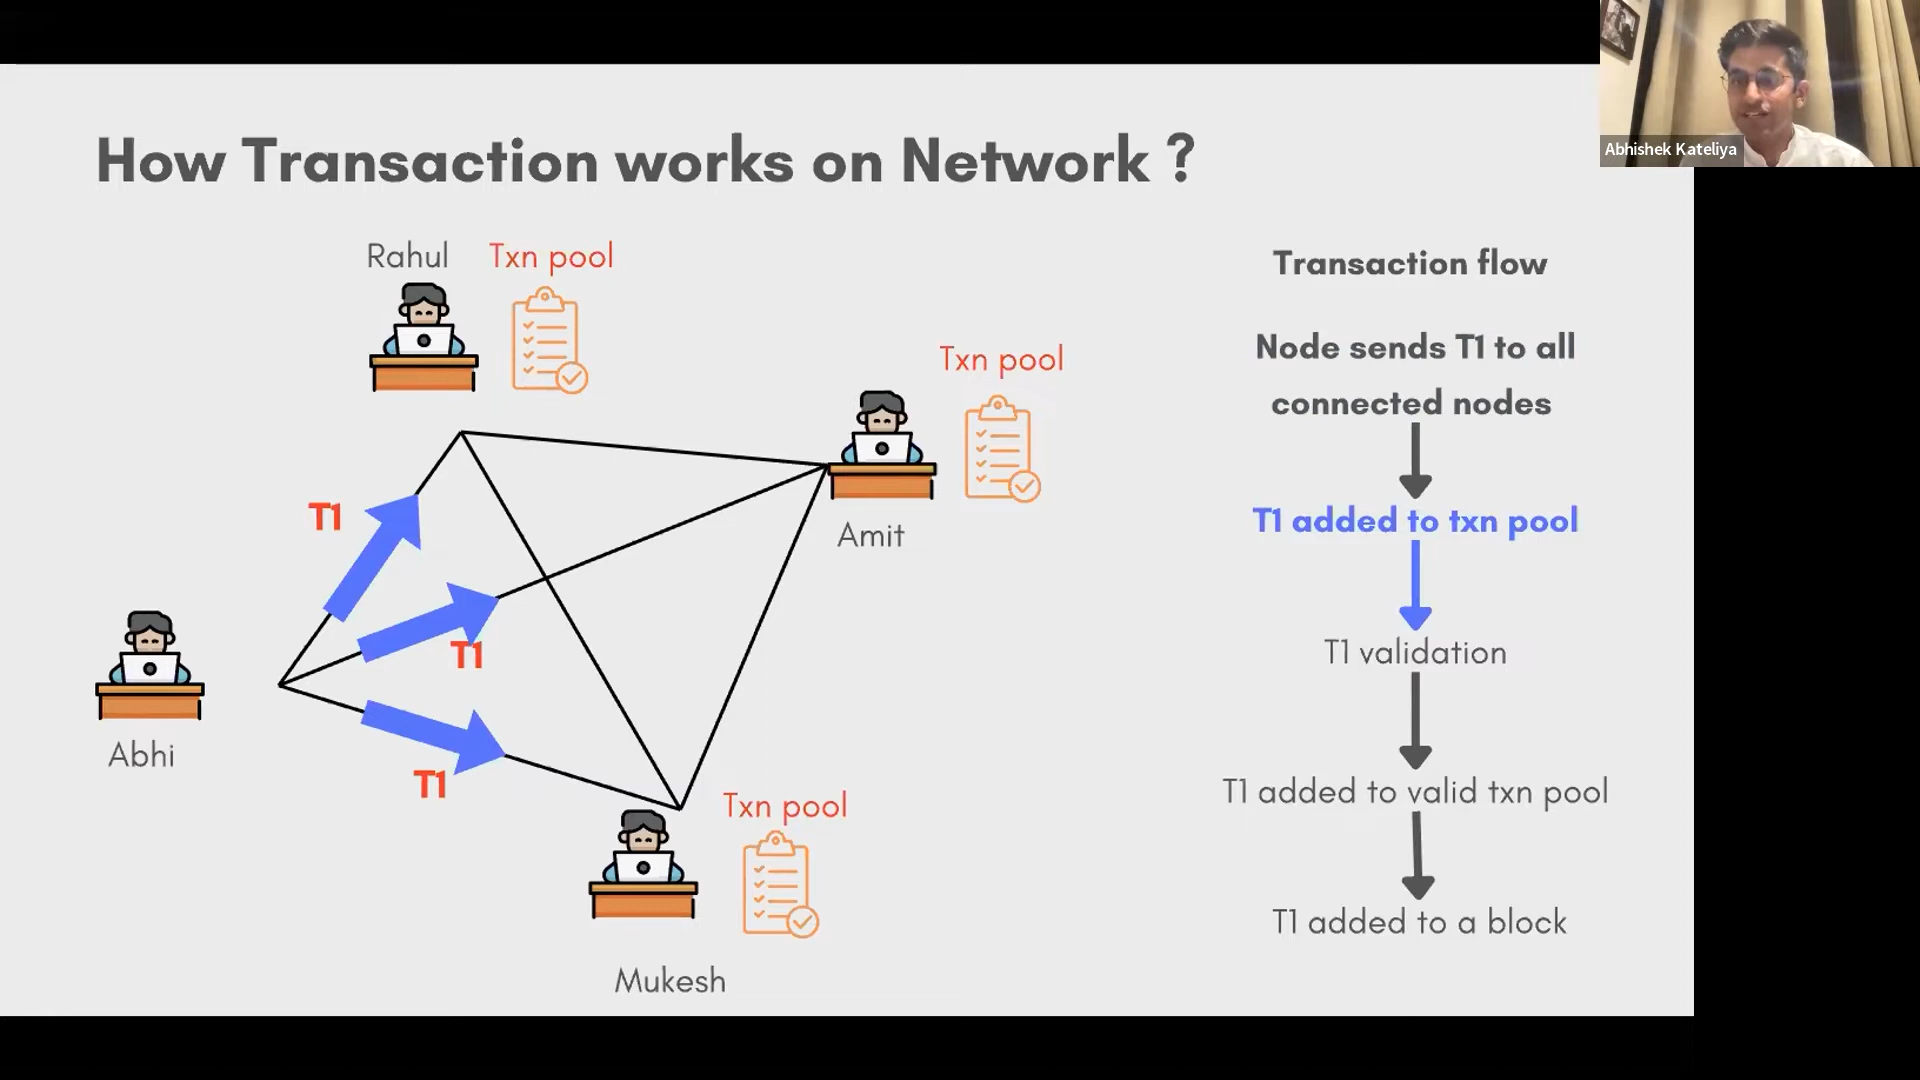 Abhishek Kateliya
How Transaction works on Network ?
Rahul
Txn pool
Txn pool
Amit
T1
T1
Abhi
T1
Txn pool
Mukesh
Transaction flow
Node sends T1 to all
connected nodes
T1 added to txn pool
T1 validation
T1 added to valid txn pool
T1 added to a block